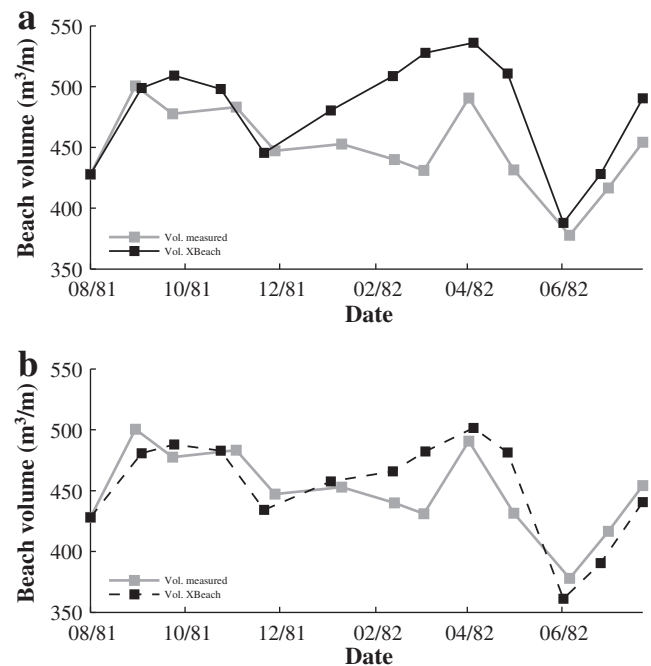 a
Beach volume (m³/m)
550
500
450
400
350
Vol. measured
Vol. XBeach
08/81 10/81 12/81 02/82 04/82 06/82
Date
b
Beach volume (m³/m)
550
500
450
400
350
Vol. measured
Vol. XBeach
08/81 10/81 12/81 02/82 04/82 06/82
Date